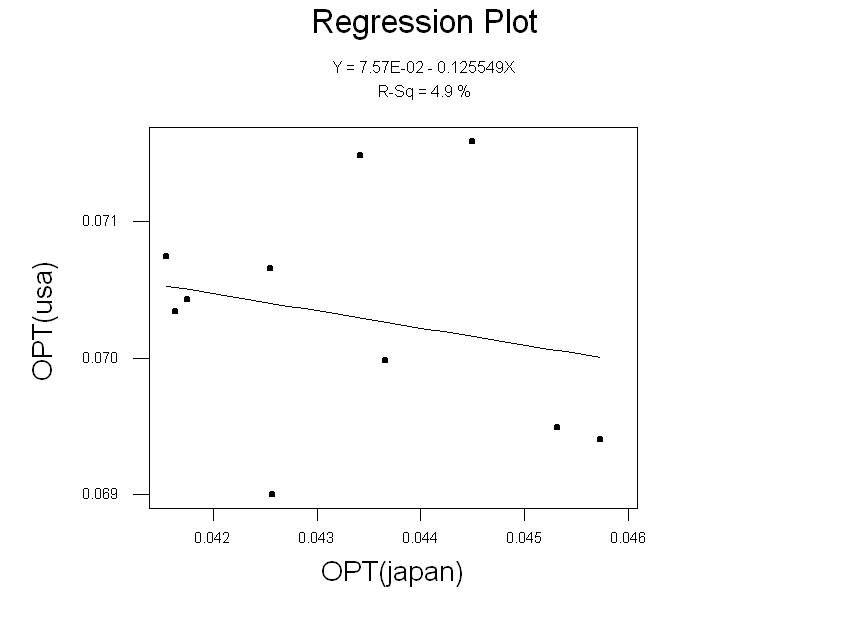 Regression Plot
Y = 7.57E-02 - 0.125549X
R-Sq = 4.9 %
0.071
0.070
0.069
OPT(usa)
0.042 0.043 0.044 0.045 0.046
OPT(japan)